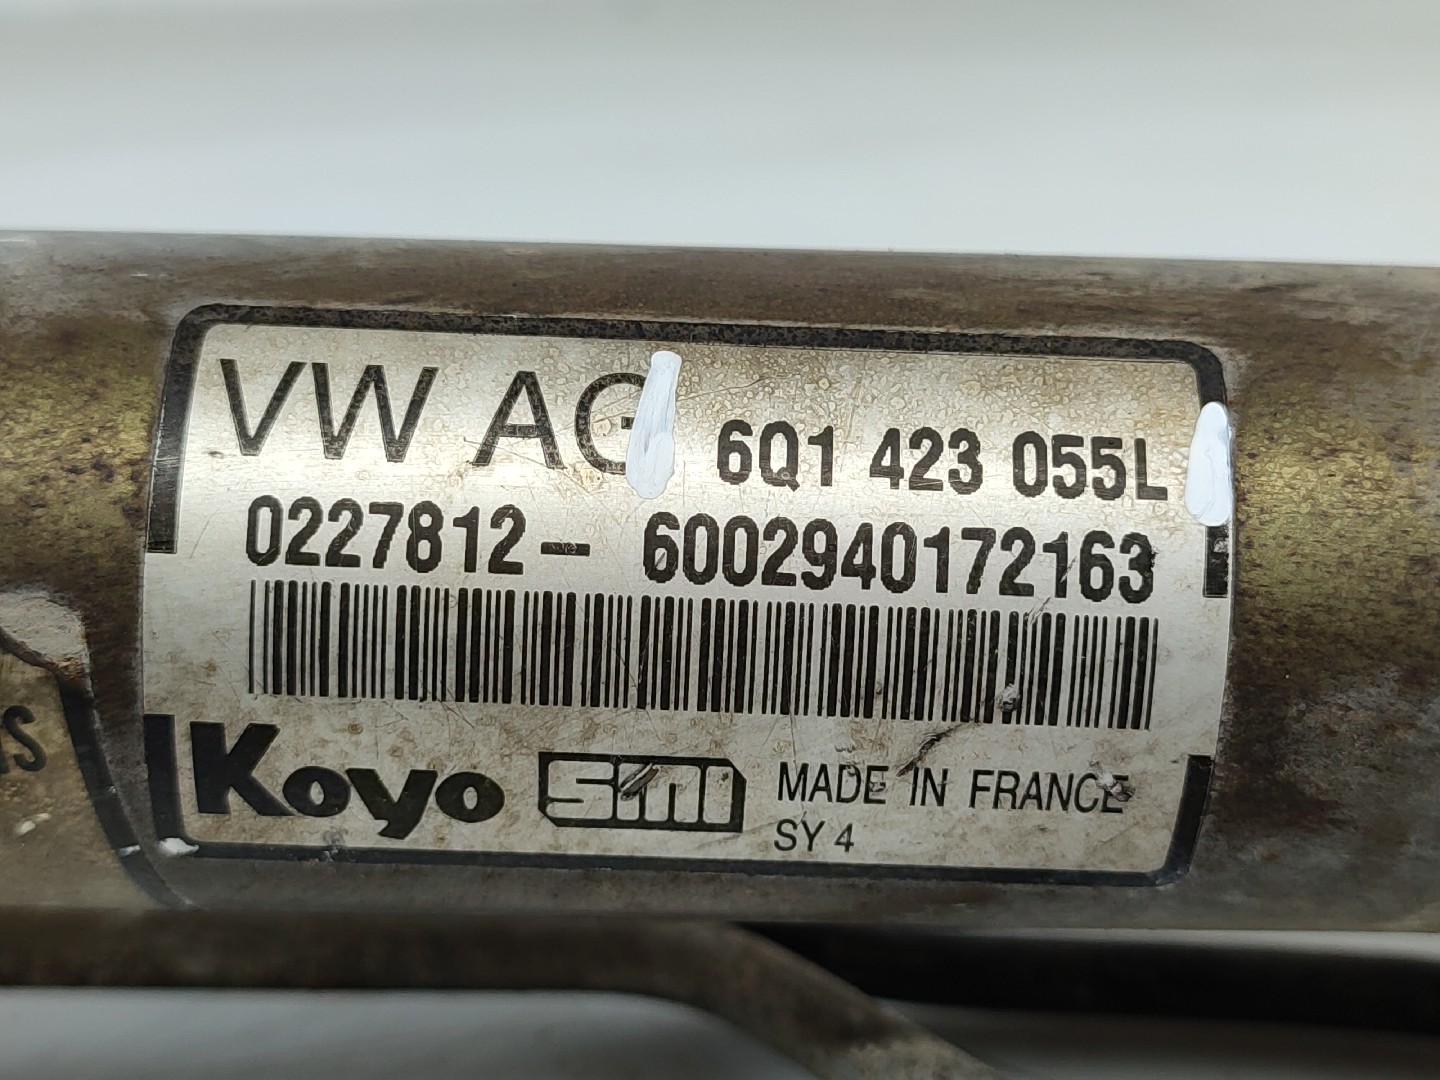 VW AG 6Q1 423 055L
0227812- 6002940172163
Koyo SMI MADE IN FRANCE
SY 4